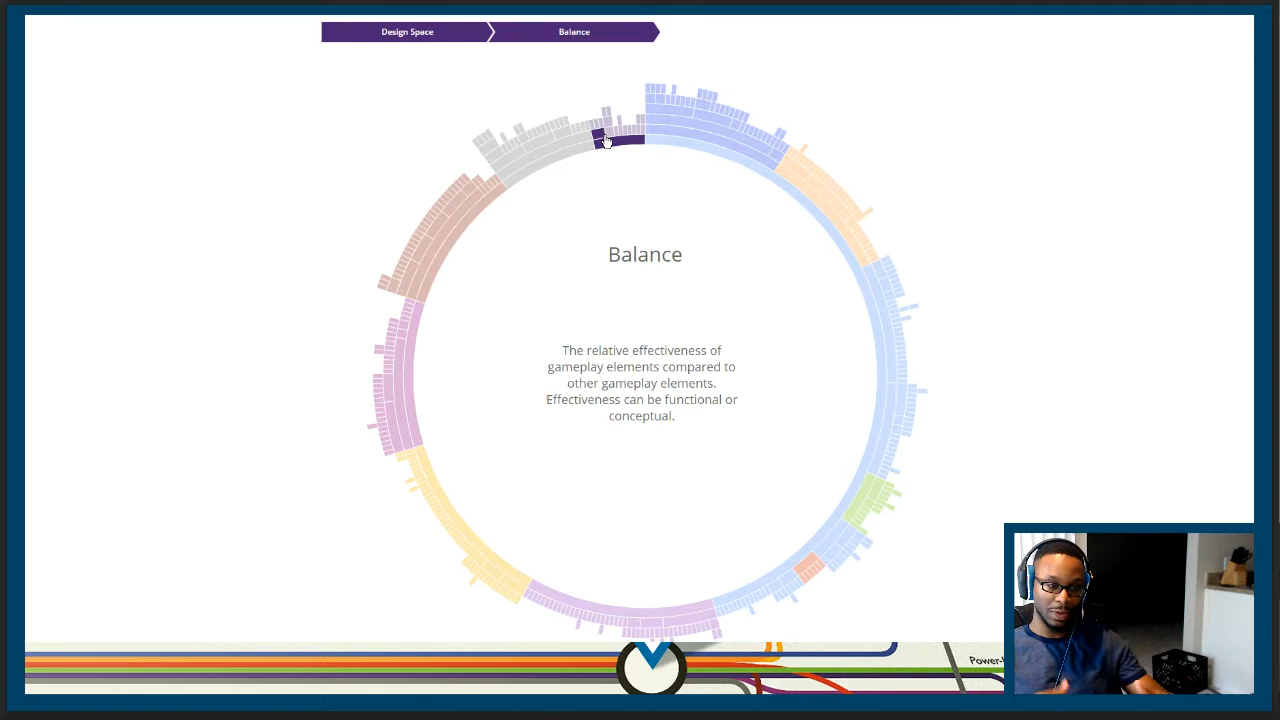 Design Space
Balance
Balance
The relative effectiveness of
gameplay elements compared to
other gameplay elements.
Effectiveness can be functional or
conceptual.